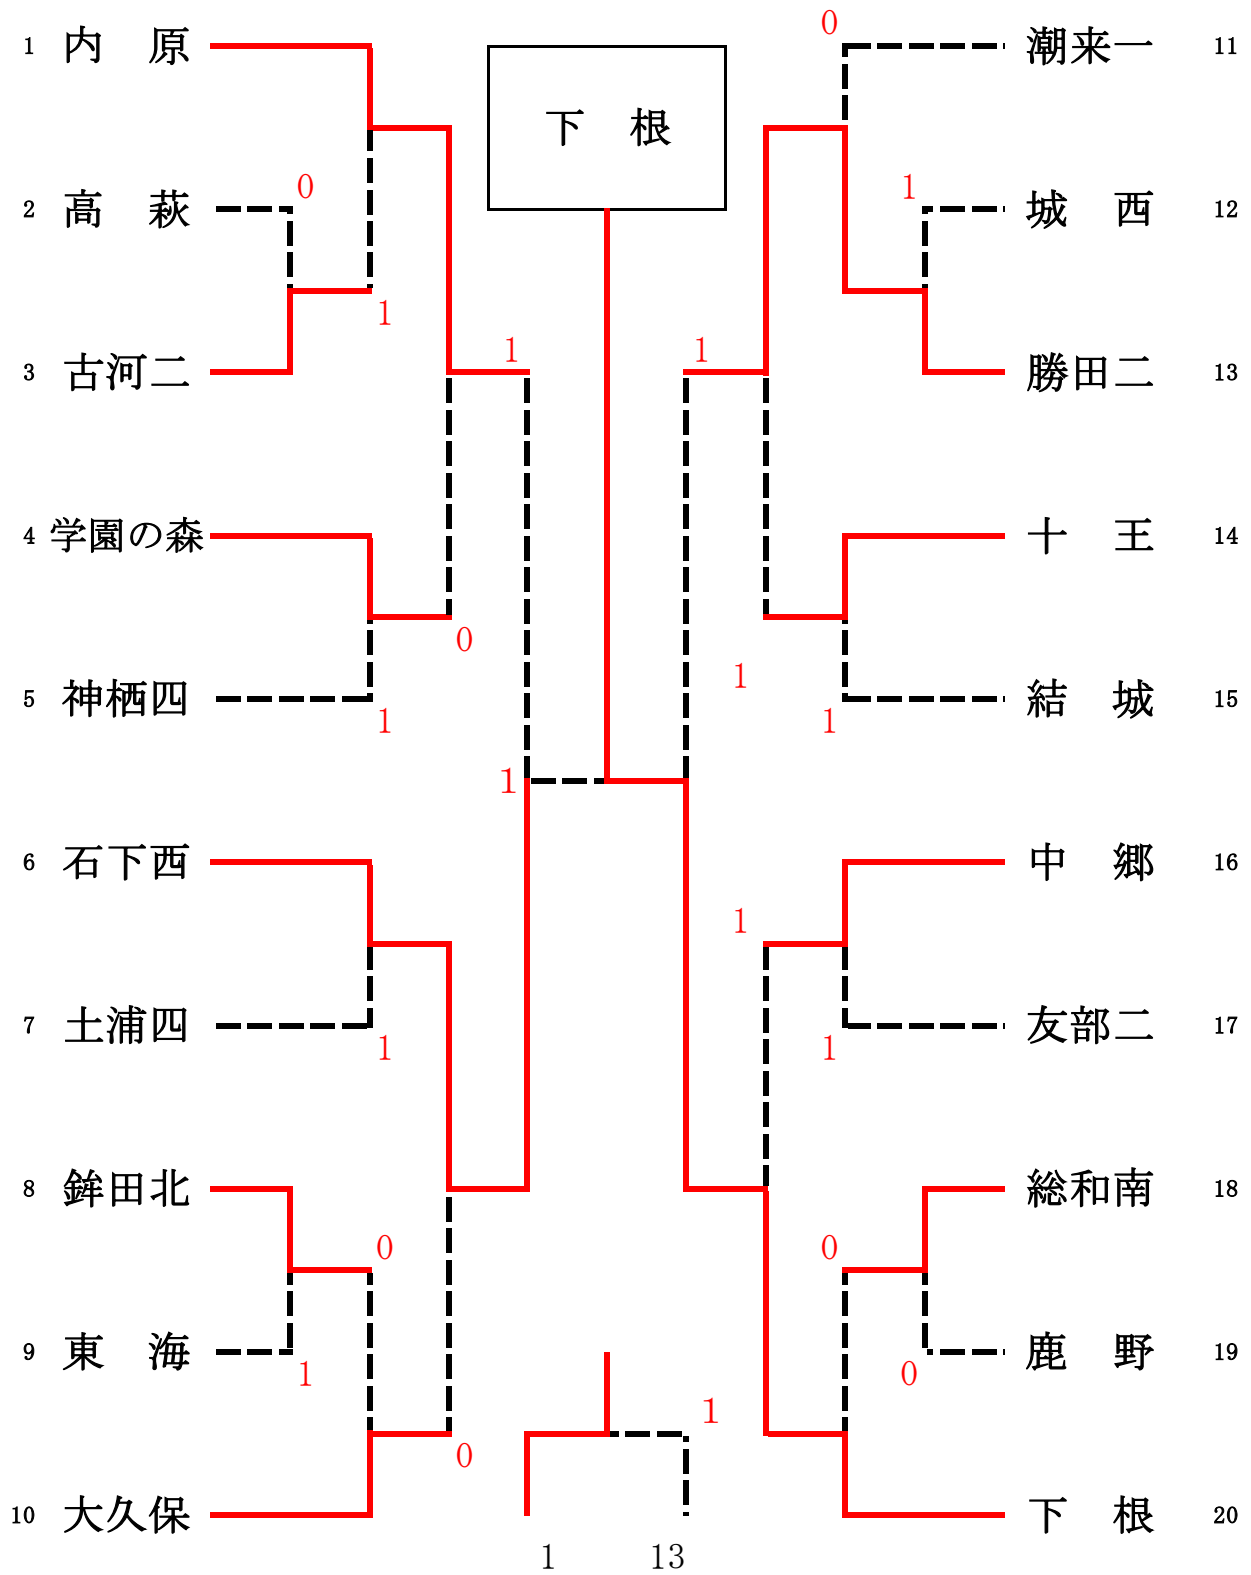 下　根
1 内　原
2 高　萩
0
3 古河二
1
1
4 学園の森
0
5 神栖四
1
1
6 石下西
7 土浦四
1
8 鉾田北
0
9 東　海
1
10 大久保
0
0
潮来一 11
1
城　西 12
勝田二 13
1
十　王 14
1
結　城 15
1
中　郷 16
1
友部二 17
1
総和南 18
0
鹿　野 19
0
下　根 20
1
1 13